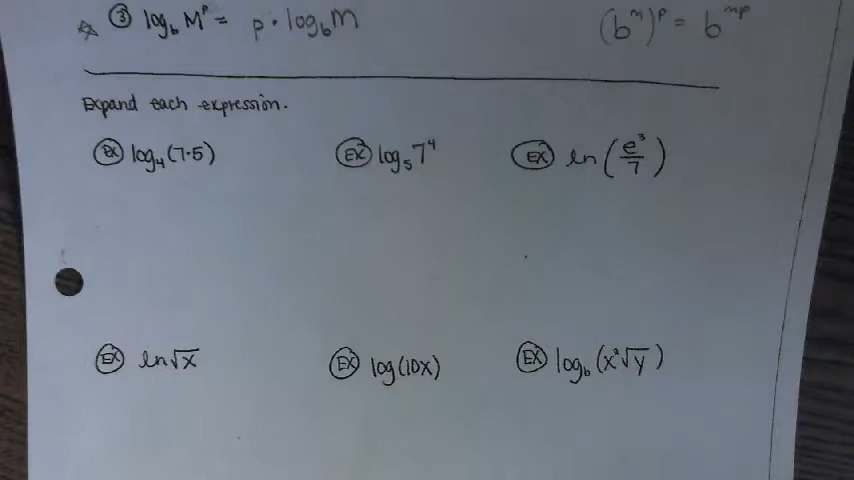 ☆ ③ log_b M^p = p · log_b M (b^m)^p = b^mp
Expand each expression.
EX log_4(7·5) EX log_5 7^4 EX ln(e^3/7)
EX ln√x EX log(10x) EX log_b(x^2√y)